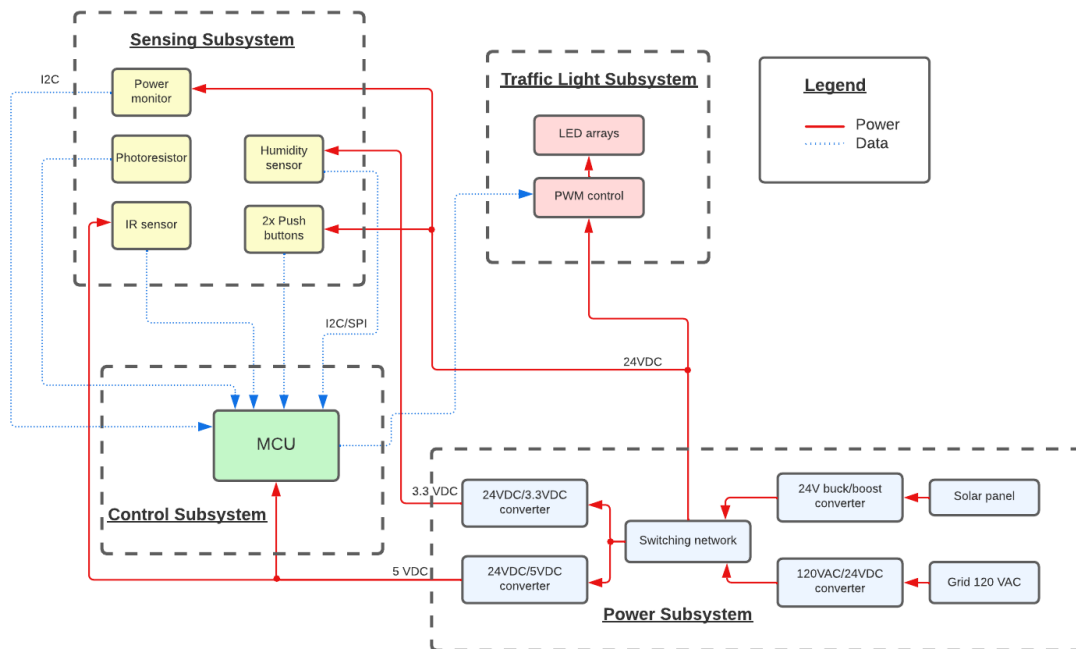 Sensing Subsystem
I2C
Power
monitor
Photoresistor
Humidity
sensor
IR sensor
2x Push
buttons
I2C/SPI
Traffic Light Subsystem
LED arrays
PWM control
Legend
Power
Data
24VDC
MCU
Control Subsystem
3.3 VDC
5 VDC
24VDC/3.3VDC
converter
24VDC/5VDC
converter
Switching network
24V buck/boost
converter
Solar panel
120VAC/24VDC
converter
Grid 120 VAC
Power Subsystem